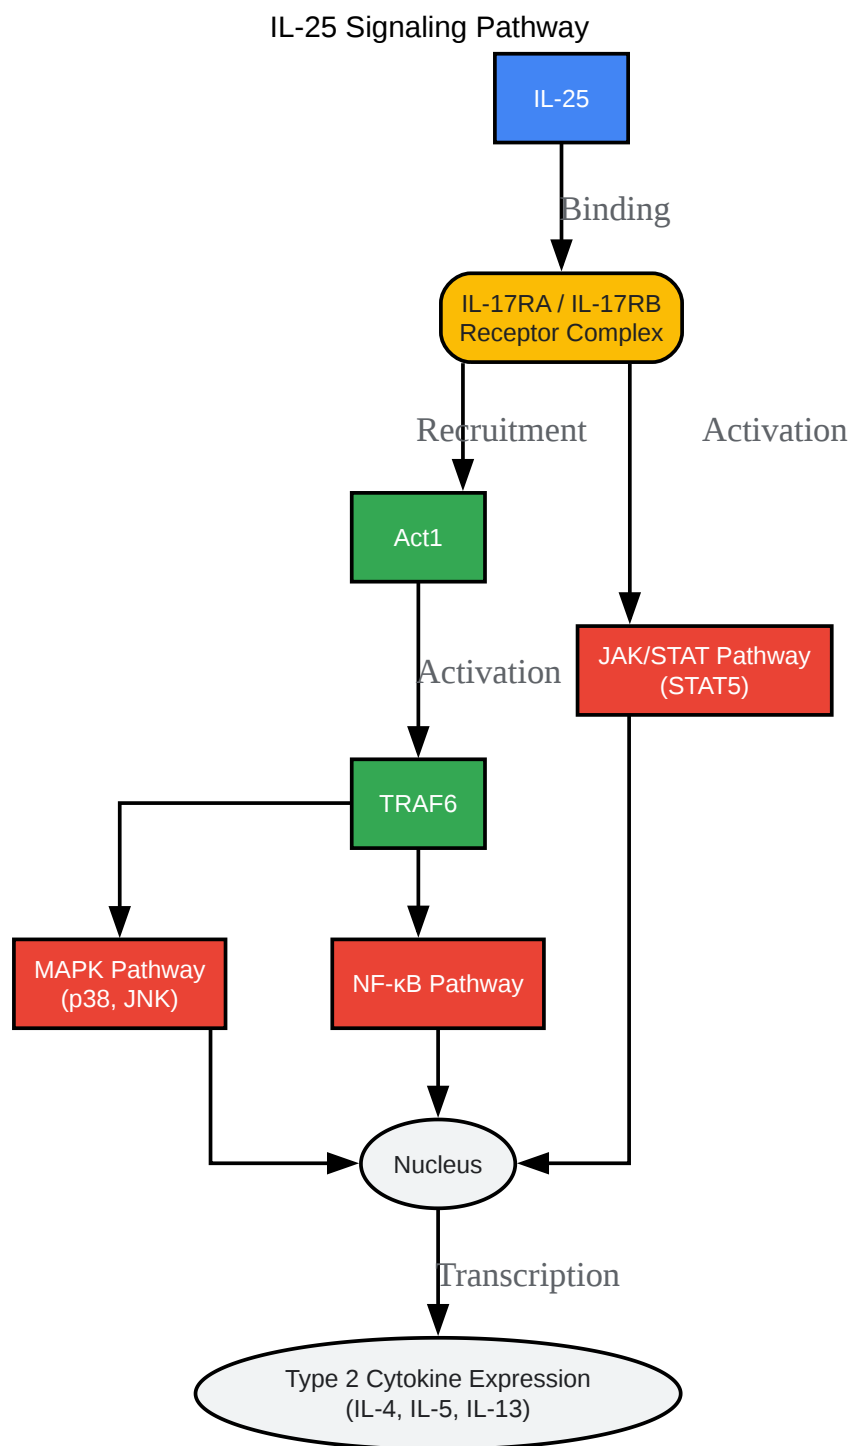 IL-25 Signaling Pathway
IL-25
Binding
IL-17RA / IL-17RB
Receptor Complex
Recruitment
Activation
Act1
JAK/STAT Pathway
(STAT5)
Activation
TRAF6
MAPK Pathway
(p38, JNK)
NF-κB Pathway
Nucleus
Transcription
Type 2 Cytokine Expression
(IL-4, IL-5, IL-13)